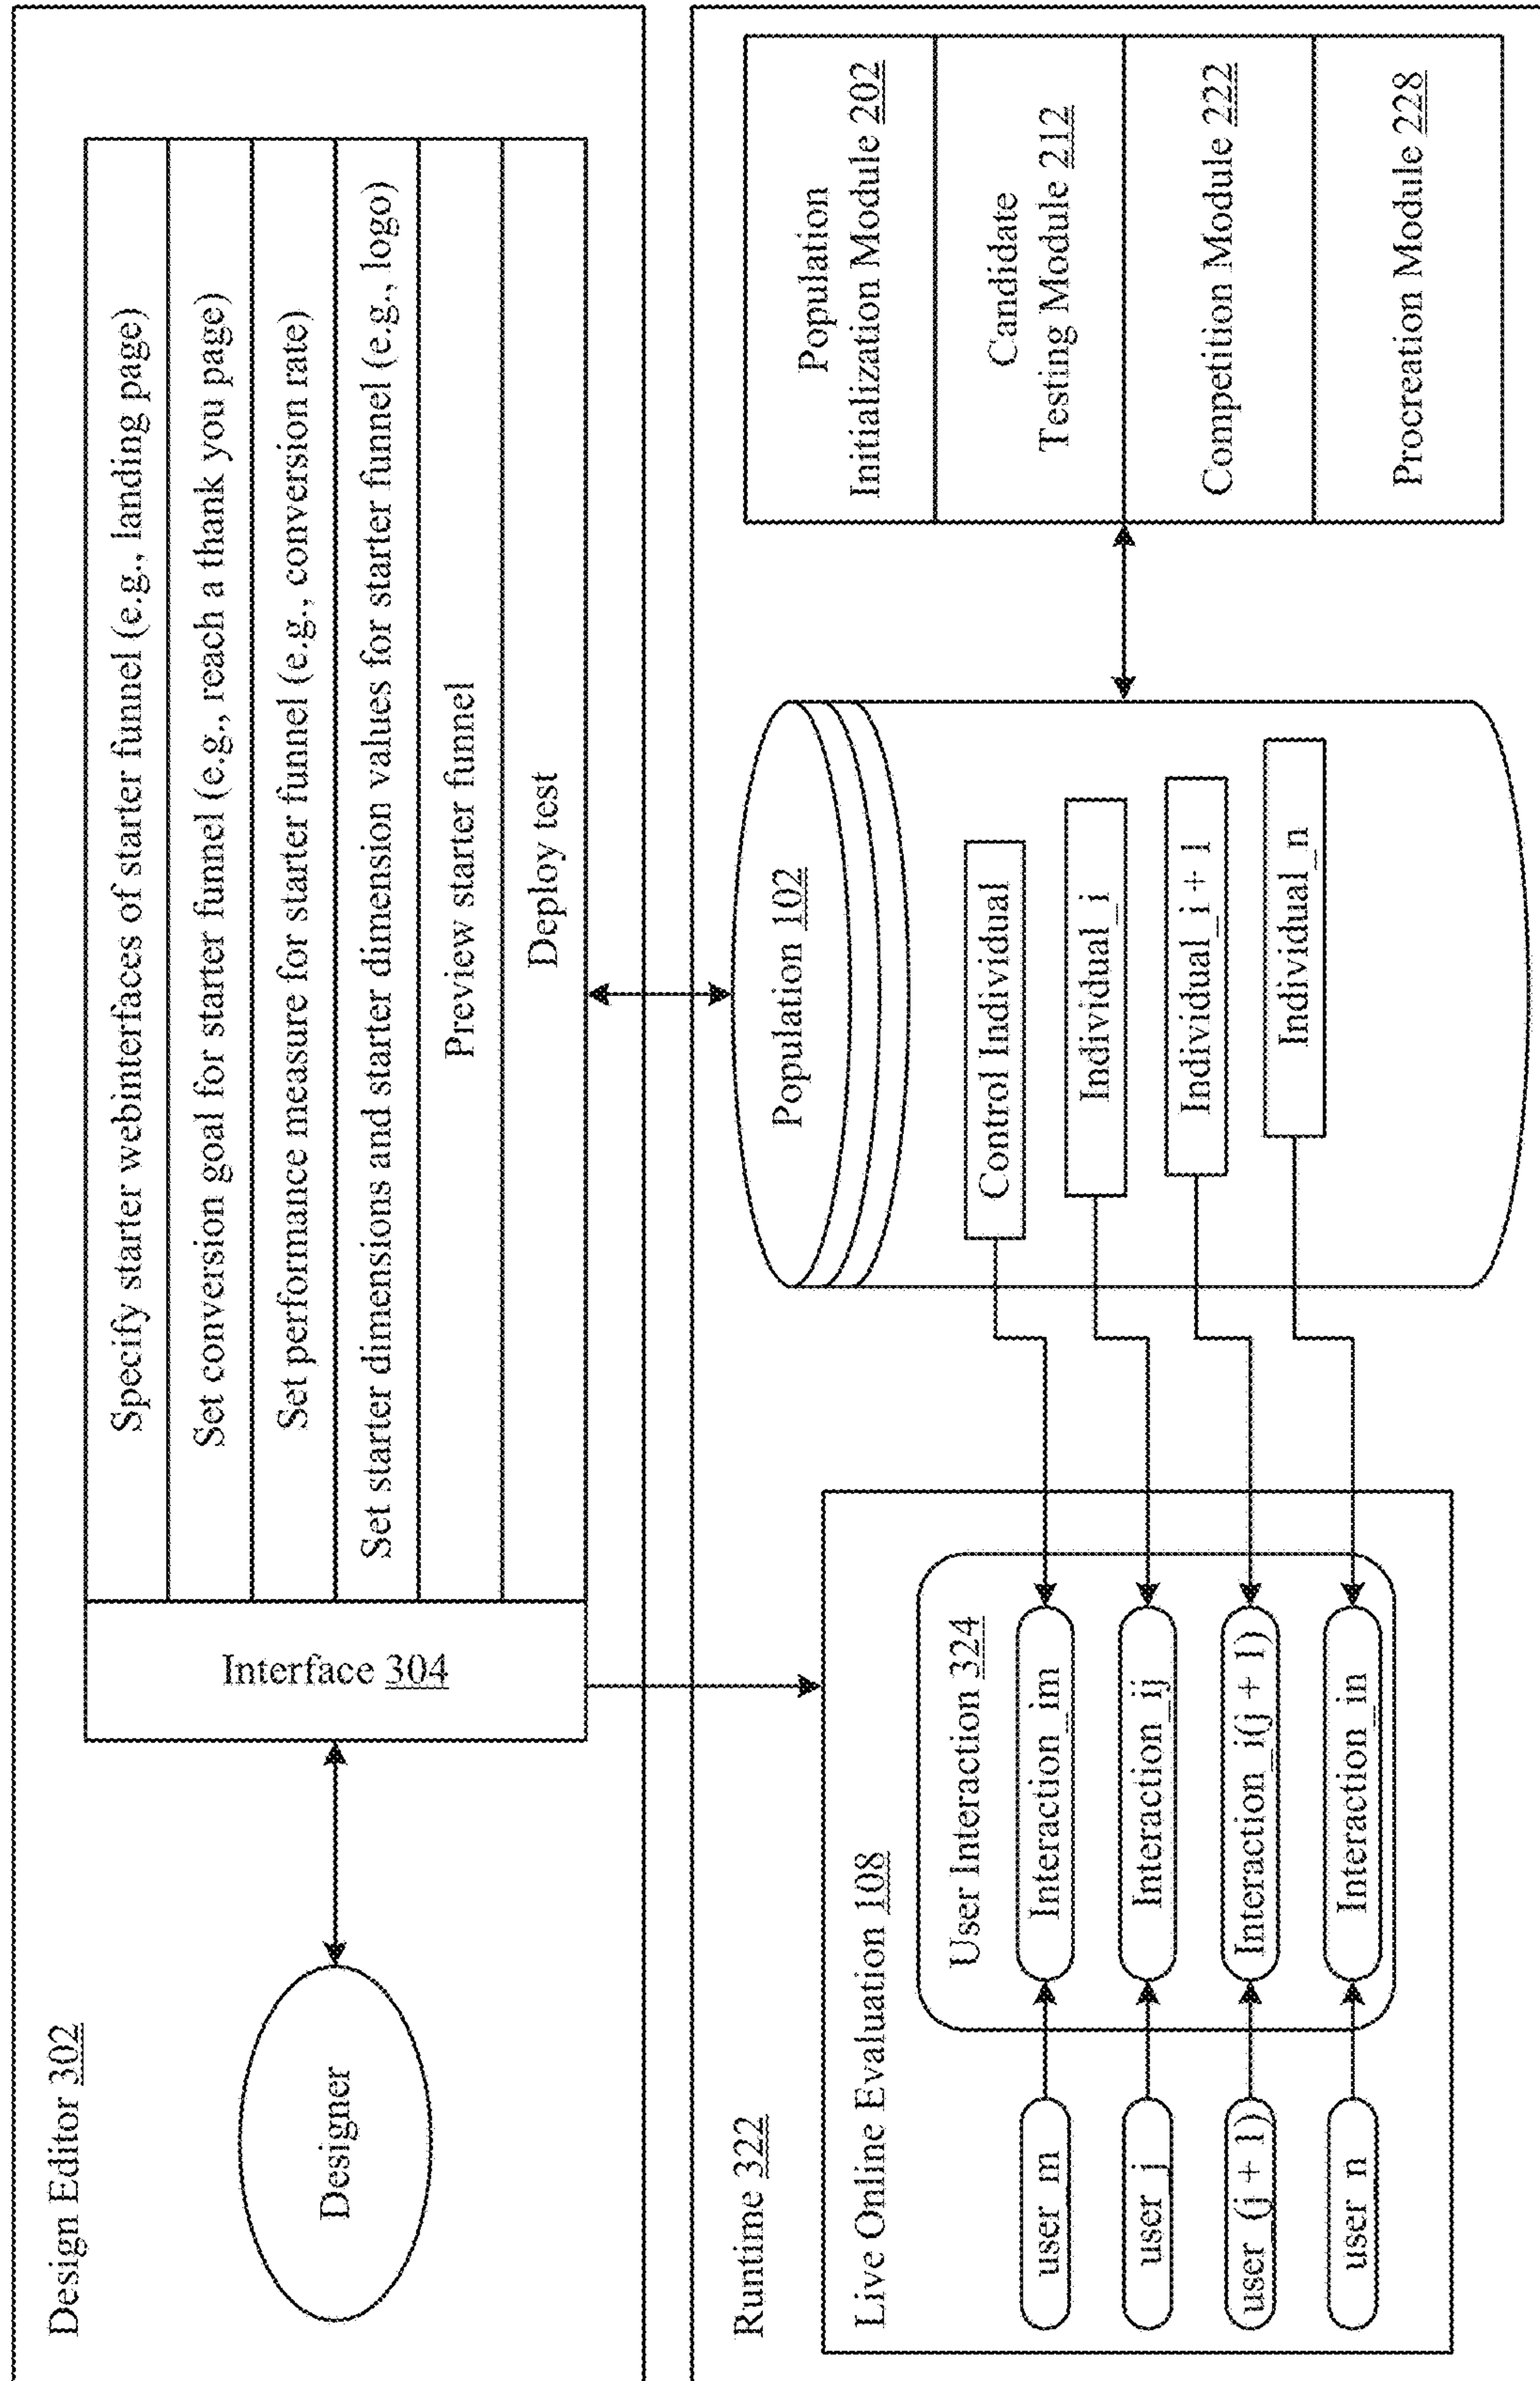 Design Editor 302
Designer
Interface 304
Specify starter webinterfaces of starter funnel (e.g., landing page)
Set conversion goal for starter funnel (e.g., reach a thank you page)
Set performance measure for starter funnel (e.g., conversion rate)
Set starter dimensions and starter dimension values for starter funnel (e.g., logo)
Preview starter funnel
Deploy test
Runtime 322
Live Online Evaluation 108
User Interaction 324
user_m
Interaction_im
user_j
Interaction_ij
user_(j + 1)
Interaction_i(j + 1)
user_n
Interaction_in
Population 102
Control Individual
Individual_i
Individual_i + 1
Individual_n
Population
Initialization Module 202
Candidate
Testing Module 212
Competition Module 222
Procreation Module 228